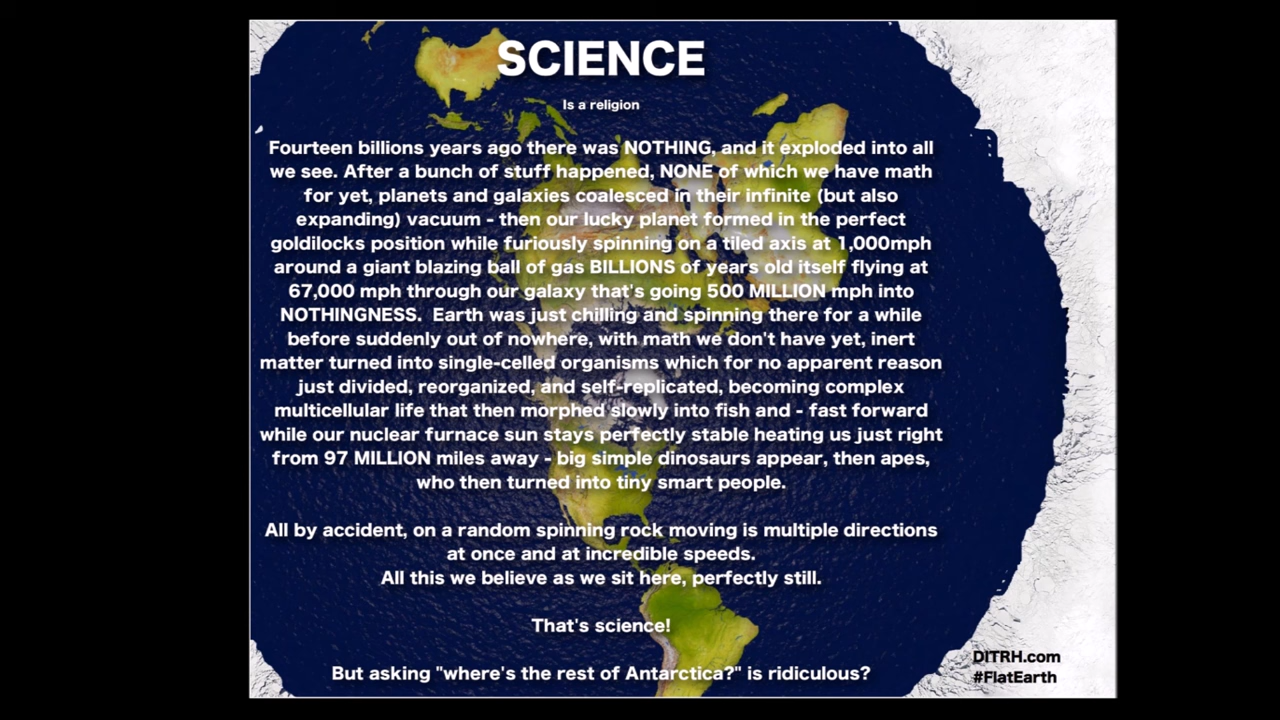 SCIENCE
Is a religion
Fourteen billions years ago there was NOTHING, and it exploded into all
we see. After a bunch of stuff happened, NONE of which we have math
for yet, planets and galaxies coalesced in their infinite (but also
expanding) vacuum - then our lucky planet formed in the perfect
goldilocks position while furiously spinning on a tiled axis at 1,000mph
around a giant blazing ball of gas BILLIONS of years old itself flying at
67,000 mph through our galaxy that's going 500 MILLION mph into
NOTHINGNESS.  Earth was just chilling and spinning there for a while
before suddenly out of nowhere, with math we don't have yet, inert
matter turned into single-celled organisms which for no apparent reason
just divided, reorganized, and self-replicated, becoming complex
multicellular life that then morphed slowly into fish and - fast forward
while our nuclear furnace sun stays perfectly stable heating us just right
from 97 MILLION miles away - big simple dinosaurs appear, then apes,
who then turned into tiny smart people.
All by accident, on a random spinning rock moving is multiple directions
at once and at incredible speeds.
All this we believe as we sit here, perfectly still.
That's science!
But asking "where's the rest of Antarctica?" is ridiculous?
DITRH.com
#FlatEarth